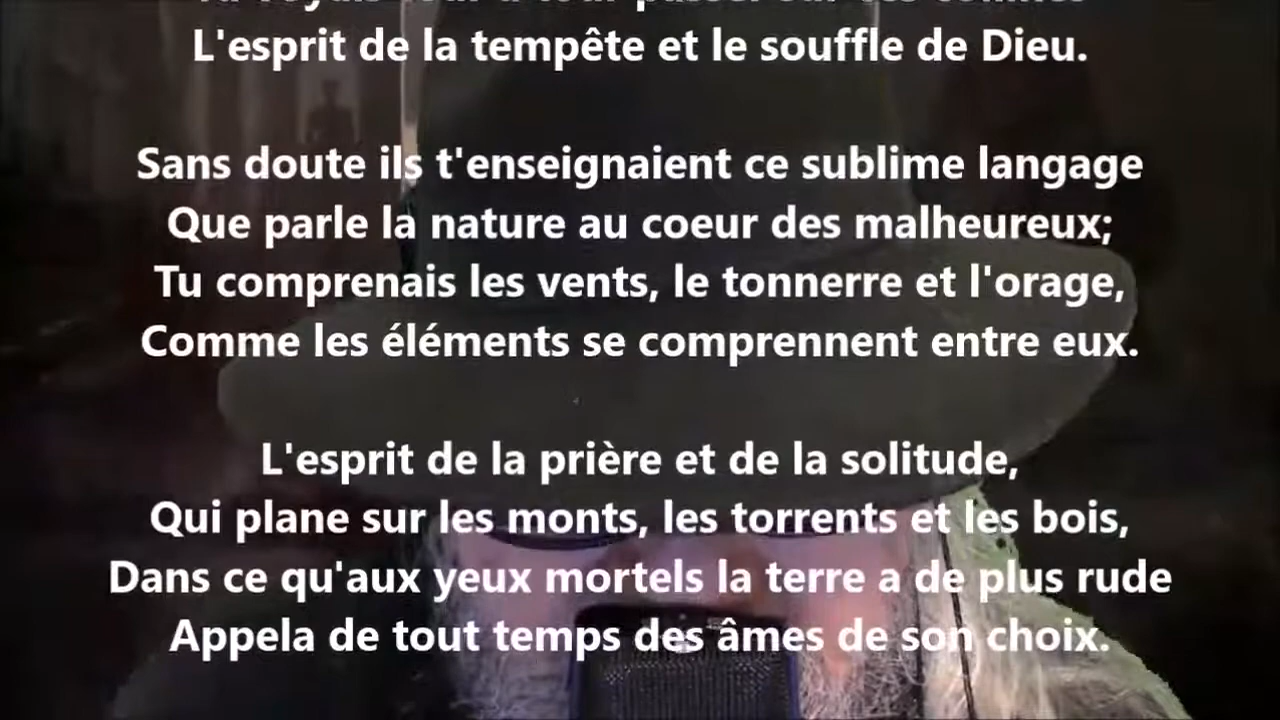 L'esprit de la tempête et le souffle de Dieu.
Sans doute ils t'enseignaient ce sublime langage
Que parle la nature au coeur des malheureux;
Tu comprenais les vents, le tonnerre et l'orage,
Comme les éléments se comprennent entre eux.
L'esprit de la prière et de la solitude,
Qui plane sur les monts, les torrents et les bois,
Dans ce qu'aux yeux mortels la terre a de plus rude
Appela de tout temps des âmes de son choix.